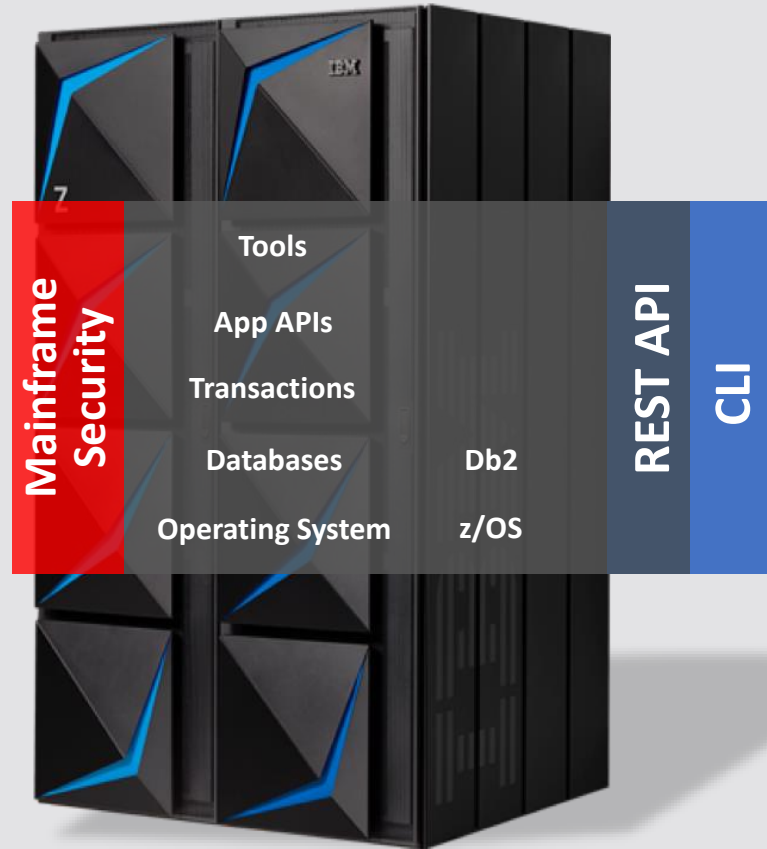 IBM
Z
Mainframe
Security
Tools
App APIs
Transactions
Databases Db2
Operating System z/OS
REST API
CLI